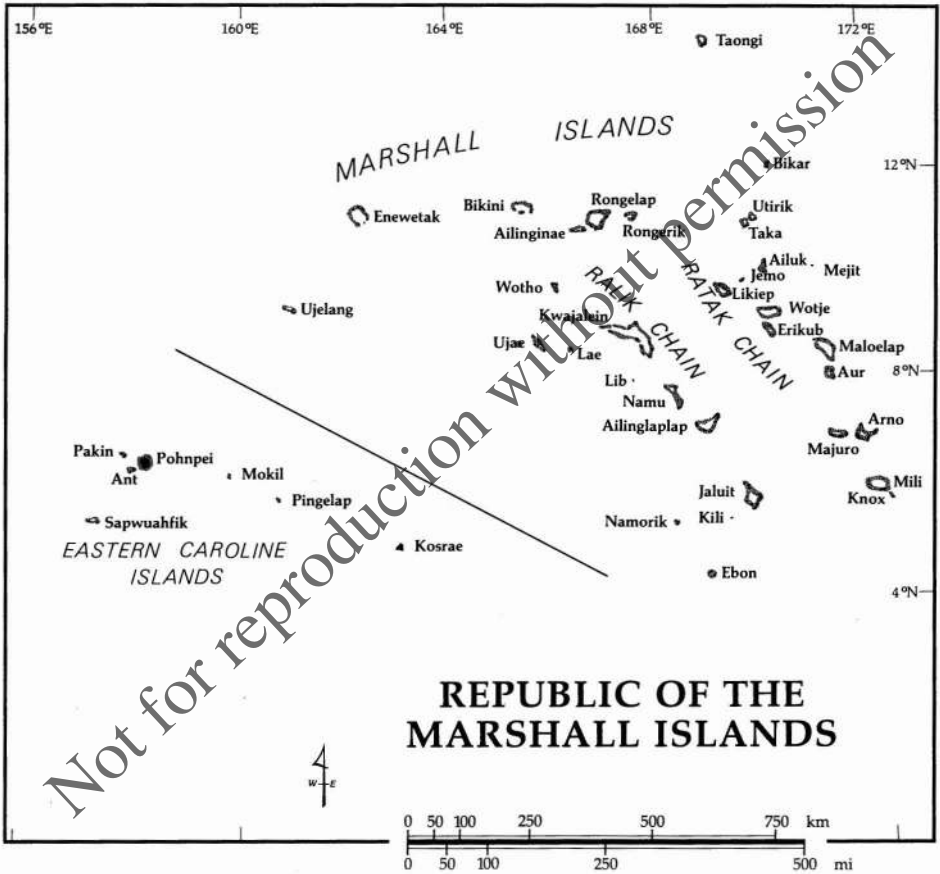 156°E 160°E 164°E 168°E 172°E
Taongi
MARSHALL ISLANDS
Bikar
12°N
Bikini
Rongelap
Utirik
Enewetak
Ailinginae
Rongerik
Taka
Ailuk
Jemo
Mejit
Wotho
RALIK CHAIN
RATAK CHAIN
Likiep
Wotje
Ujelang
Kwajalein
Erikub
Ujae
Lae
Maloelap
Lib
Aur
8°N
Namu
Ailinglaplap
Arno
Majuro
Pakin
Pohnpei
Ant
Mokil
Mili
Pingelap
Jaluit
Knox
Sapwuahfik
Namorik
Kili
EASTERN CAROLINE
ISLANDS
Kosrae
Ebon
4°N
REPUBLIC OF THE
MARSHALL ISLANDS
W E
0 50 100 250 500 750 km
0 50 100 250 500 mi
Not for reproduction without permission